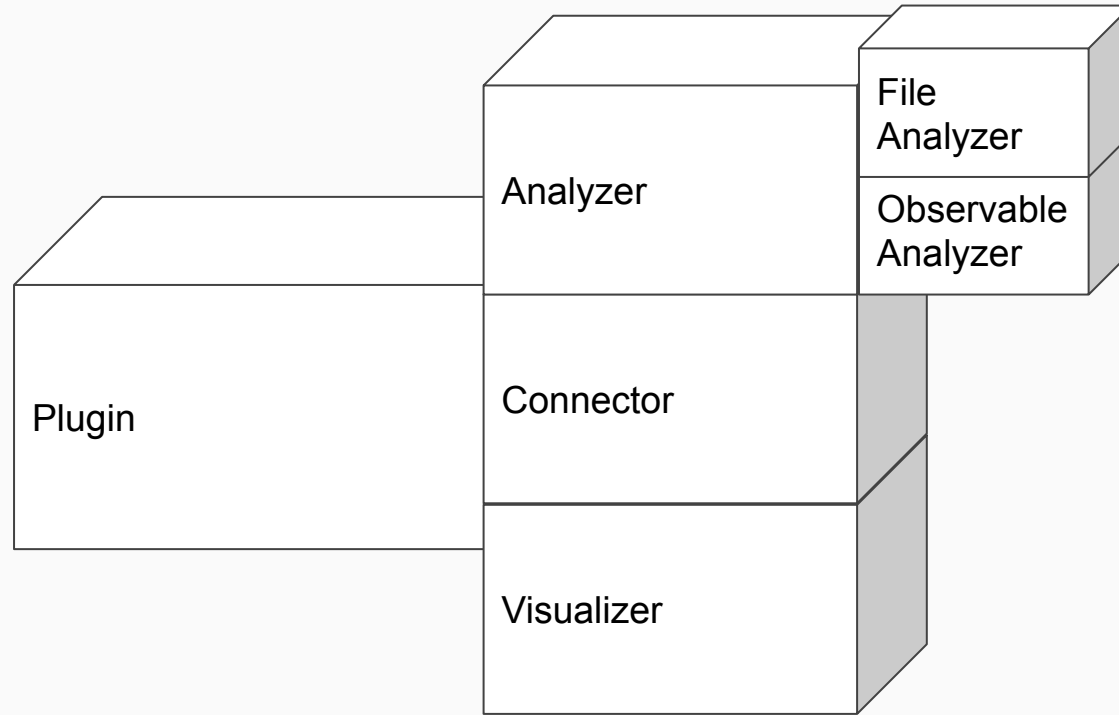 Plugin
Analyzer
Connector
Visualizer
File
Analyzer
Observable
Analyzer